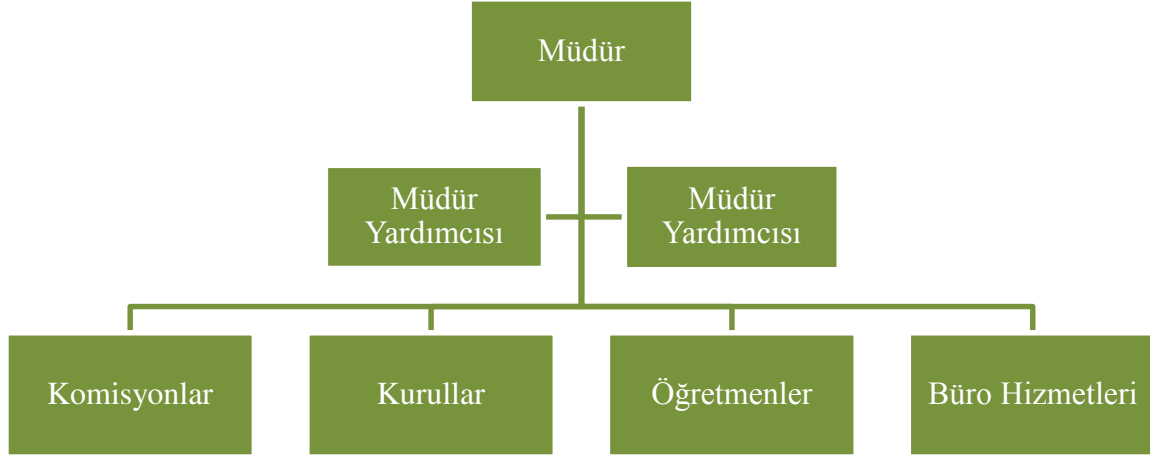 Müdür
Müdür
Yardımcısı
Müdür
Yardımcısı
Komisyonlar
Kurullar
Öğretmenler
Büro Hizmetleri